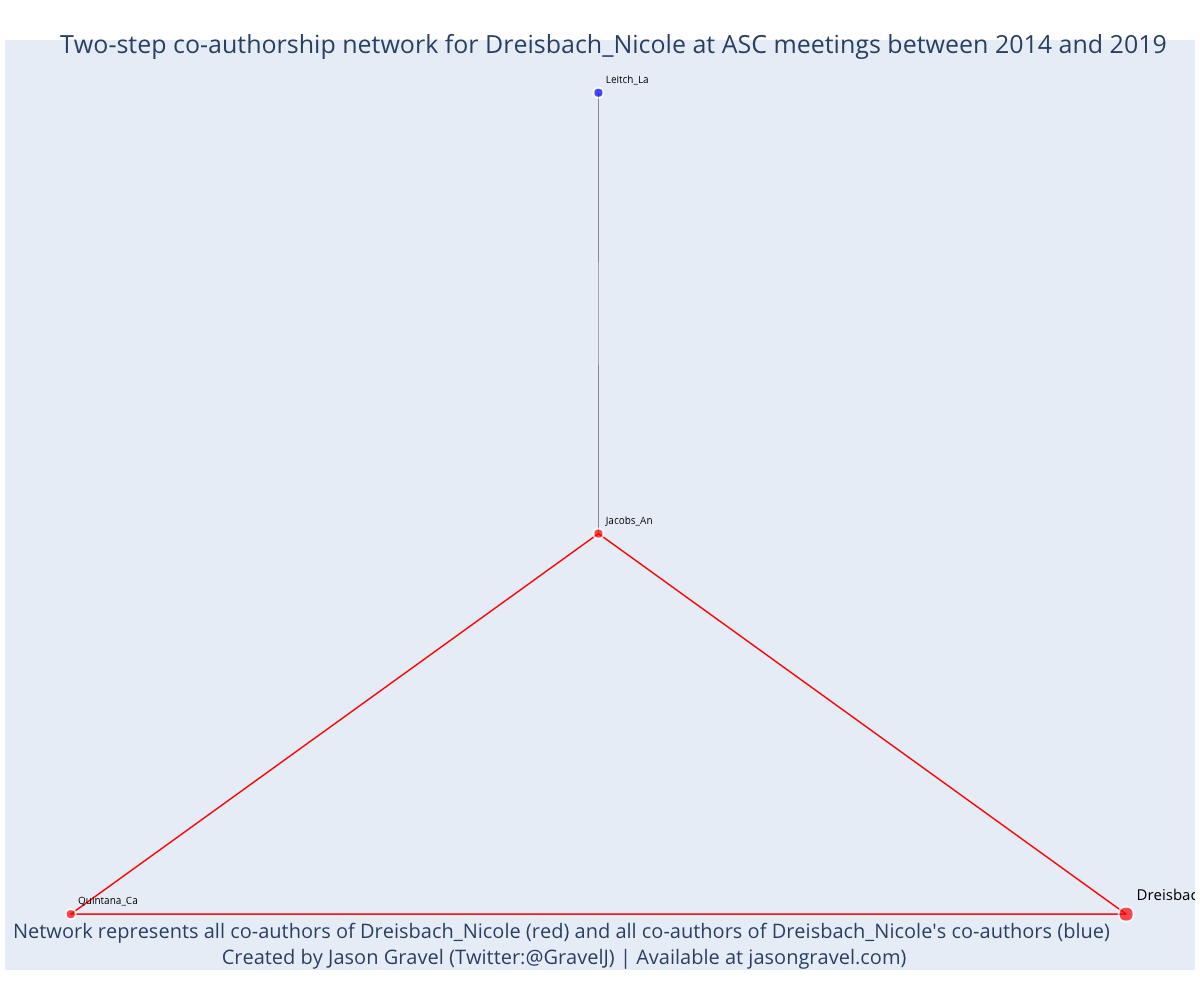 Two-step co-authorship network for Dreisbach_Nicole at ASC meetings between 2014 and 2019
Leitch_La
Jacobs_An
Quintana_Ca
Dreisbac
Network represents all co-authors of Dreisbach_Nicole (red) and all co-authors of Dreisbach_Nicole's co-authors (blue)
Created by Jason Gravel (Twitter:@GravelJ) | Available at jasongravel.com)